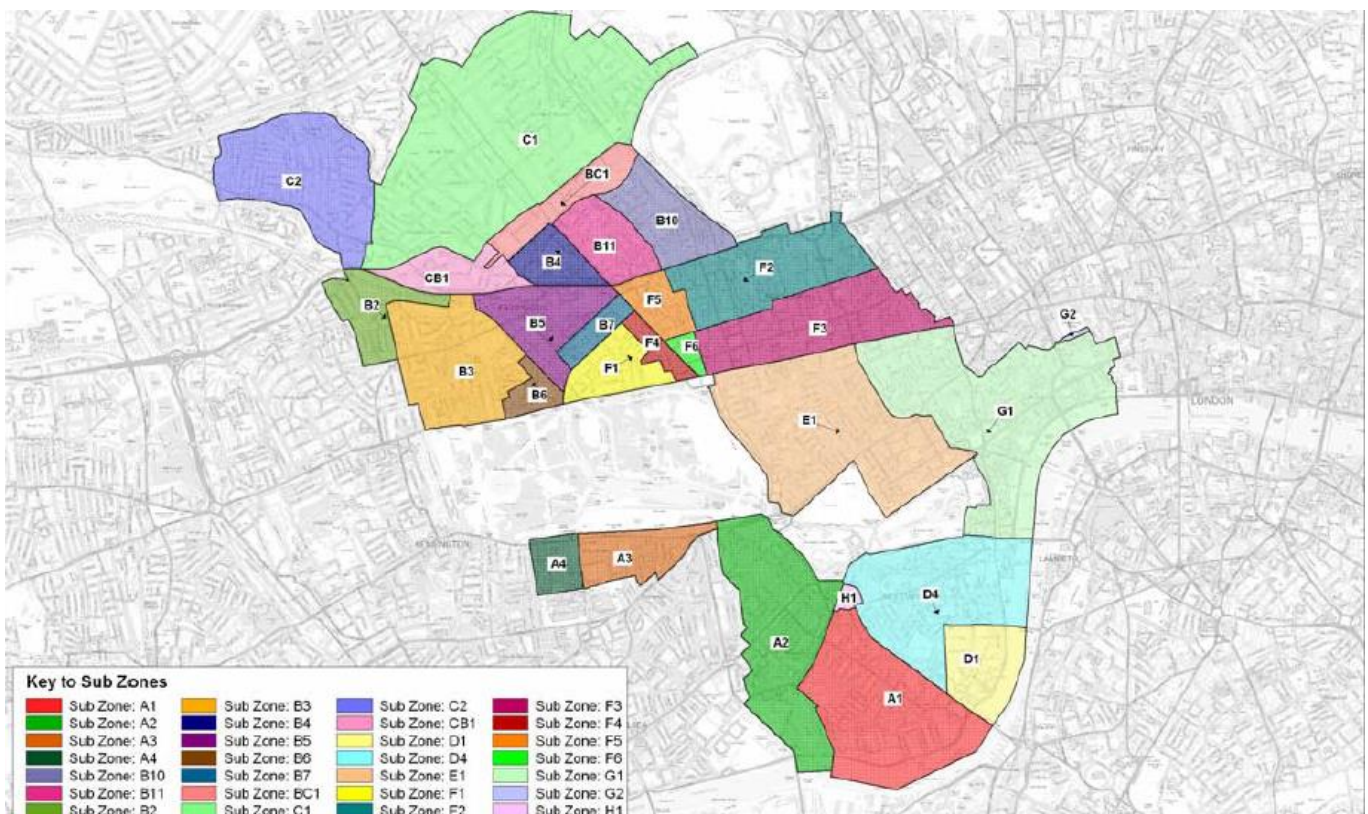 C1
C2
BC1
B10
B11
B4
CB1
F2
B2
F5
G2
B5
B7
F3
F4
F6
B3
F1
B6
E1
G1
LONDON
A4
A3
H1
D4
A2
D1
A1
Key to Sub Zones
Sub Zone: A1 Sub Zone: B3 Sub Zone: C2 Sub Zone: F3
Sub Zone: A2 Sub Zone: B4 Sub Zone: CB1 Sub Zone: F4
Sub Zone: A3 Sub Zone: B5 Sub Zone: D1 Sub Zone: F5
Sub Zone: A4 Sub Zone: B6 Sub Zone: D4 Sub Zone: F6
Sub Zone: B10 Sub Zone: B7 Sub Zone: E1 Sub Zone: G1
Sub Zone: B11 Sub Zone: BC1 Sub Zone: F1 Sub Zone: G2
Sub Zone: B2 Sub Zone: C1 Sub Zone: F2 Sub Zone: H1